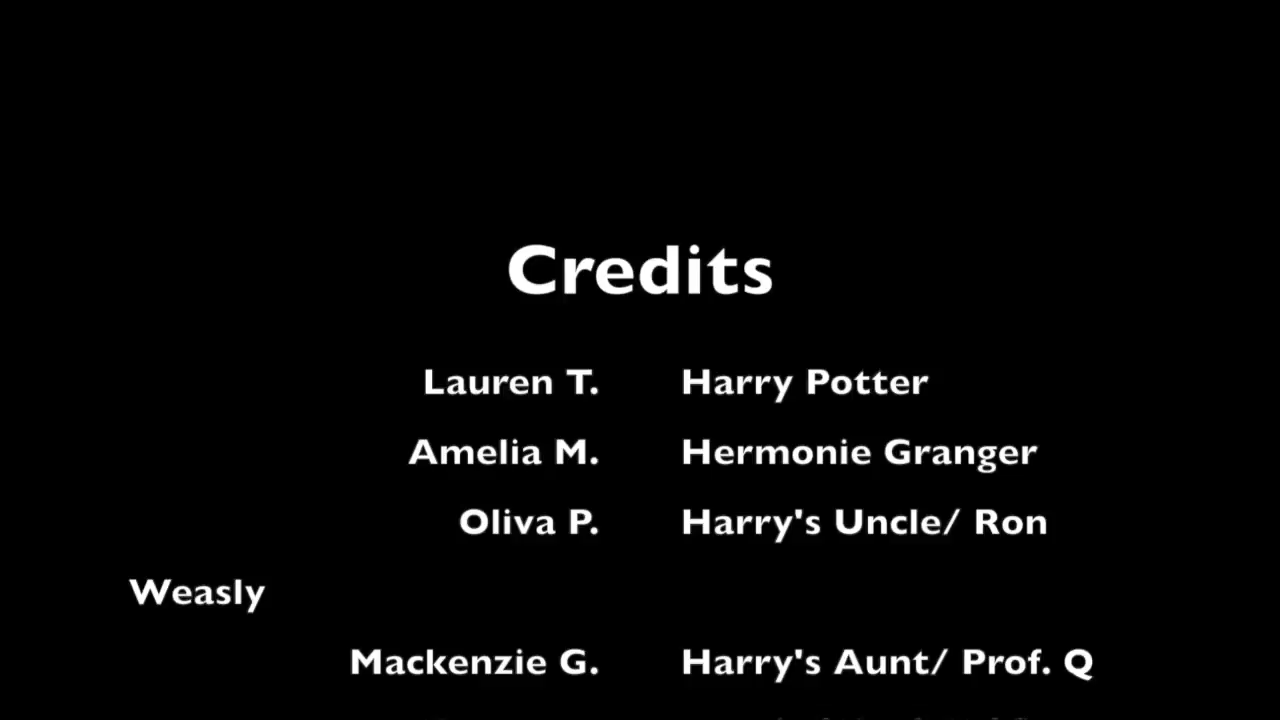 Credits
Lauren T. Harry Potter
Amelia M. Hermonie Granger
Oliva P. Harry's Uncle/ Ron
Weasly
Mackenzie G. Harry's Aunt/ Prof. Q